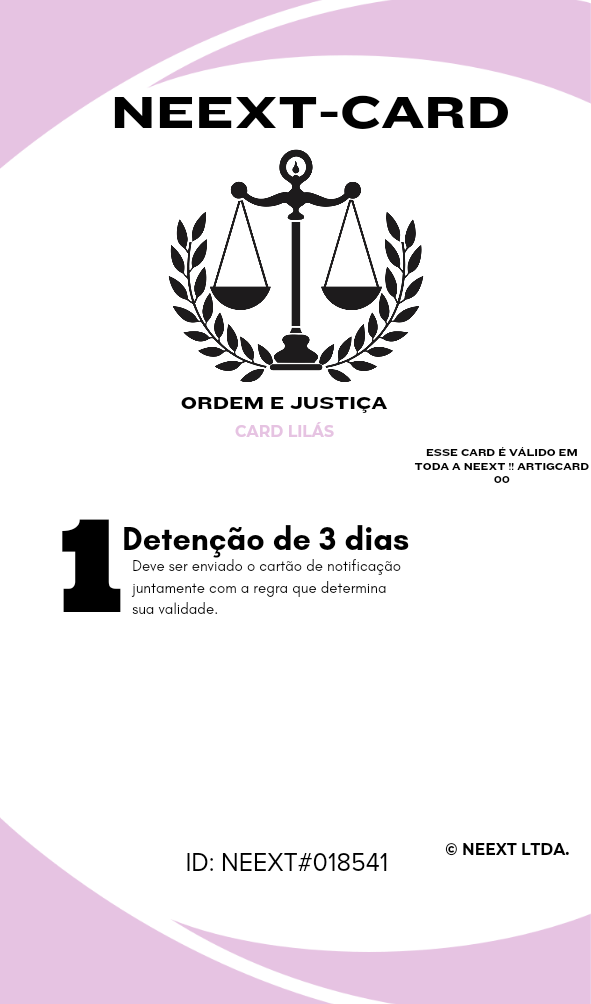 NEEXT-CARD
ORDEM E JUSTIÇA
CARD LILÁS
ESSE CARD É VÁLIDO EM
TODA A NEEXT !! ARTIGCARD
00
1
Detenção de 3 dias
Deve ser enviado o cartão de notificação
juntamente com a regra que determina
sua validade.
ID: NEEXT#018541
© NEEXT LTDA.